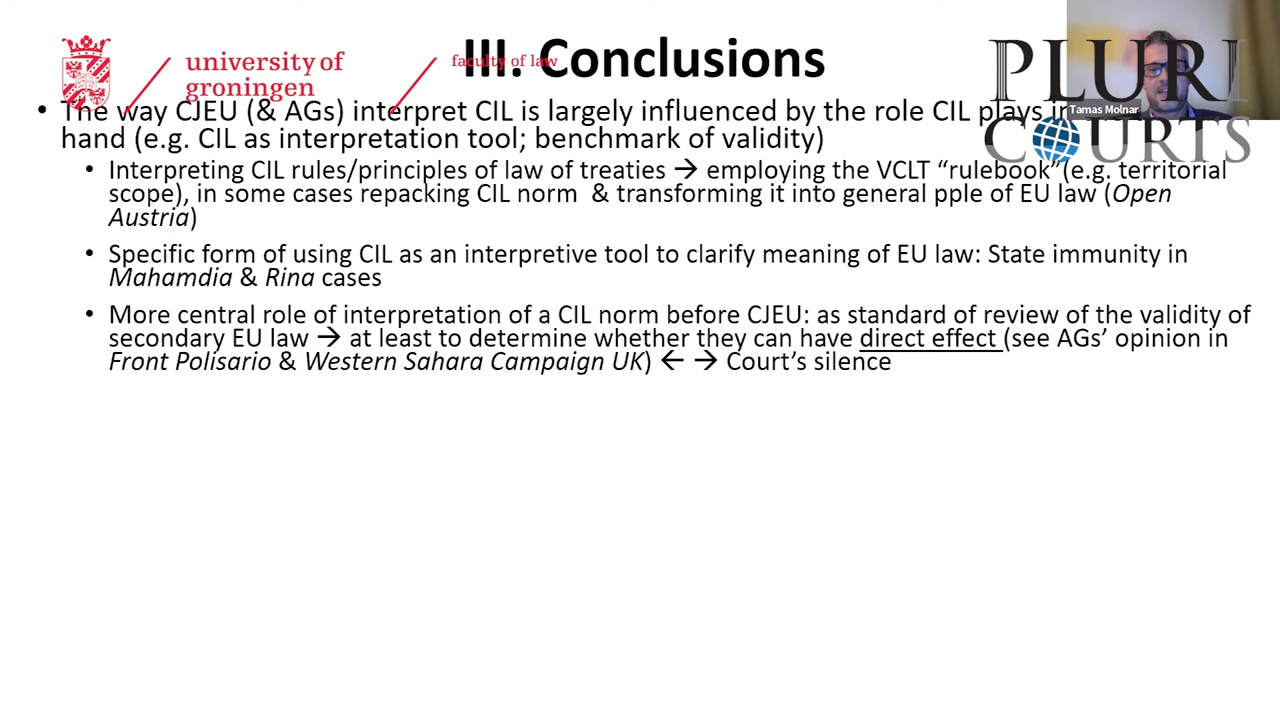 III. Conclusions
university of
groningen
faculty of law
PLURI
COURTS
Tamas Molnar
• The way CJEU (& AGs) interpret CIL is largely influenced by the role CIL plays in
hand (e.g. CIL as interpretation tool; benchmark of validity)
• Interpreting CIL rules/principles of law of treaties → employing the VCLT “rulebook”(e.g. territorial
scope), in some cases repacking CIL norm & transforming it into general pple of EU law (Open
Austria)
• Specific form of using CIL as an interpretive tool to clarify meaning of EU law: State immunity in
Mahamdia & Rina cases
• More central role of interpretation of a CIL norm before CJEU: as standard of review of the validity of
secondary EU law → at least to determine whether they can have direct effect (see AGs’ opinion in
Front Polisario & Western Sahara Campaign UK) ← → Court’s silence